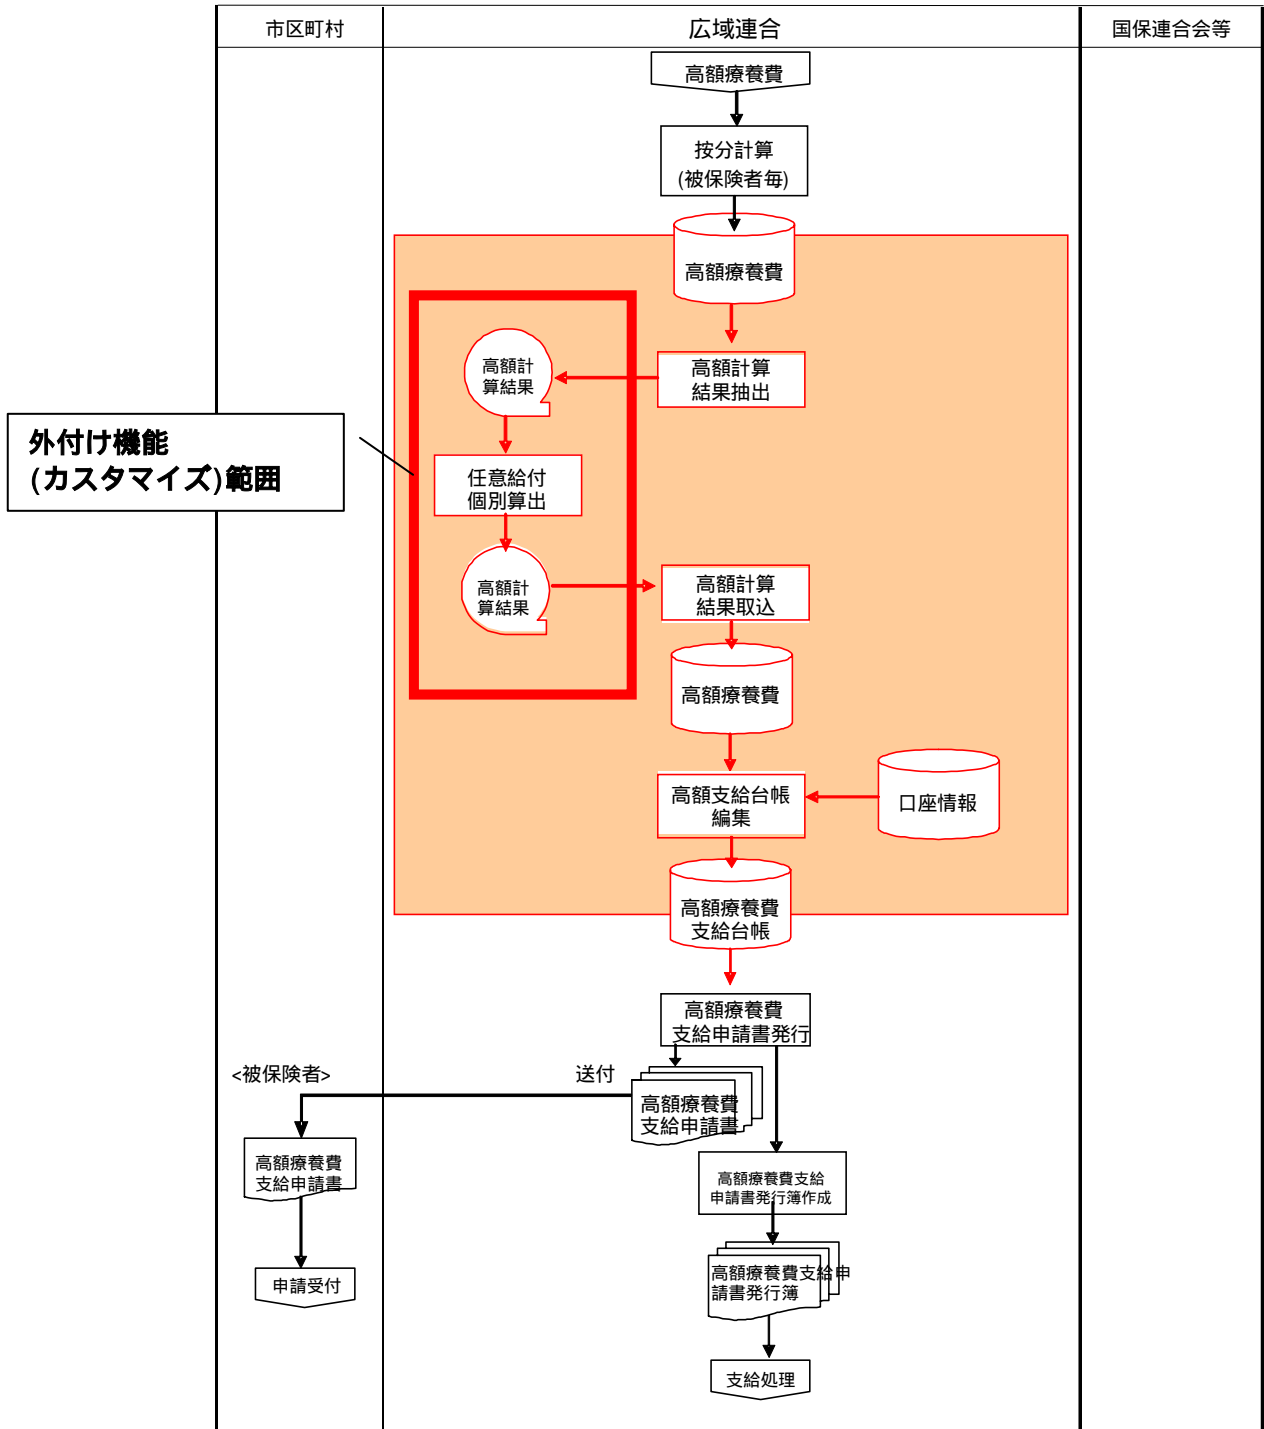 市区町村
広域連合
国保連合会等
高額療養費
按分計算
(被保険者毎)
高額療養費
高額計算
結果抽出
高額計
算結果
外付け機能
(カスタマイズ)範囲
任意給付
個別算出
高額計
算結果
高額計算
結果取込
高額療養費
高額支給台帳
編集
口座情報
高額療養費
支給台帳
高額療養費
支給申請書発行
<被保険者>
送付
高額療養費
支給申請書
高額療養費
支給申請書
高額療養費支給
申請書発行簿作成
申請受付
高額療養費支給申
請書発行簿
支給処理